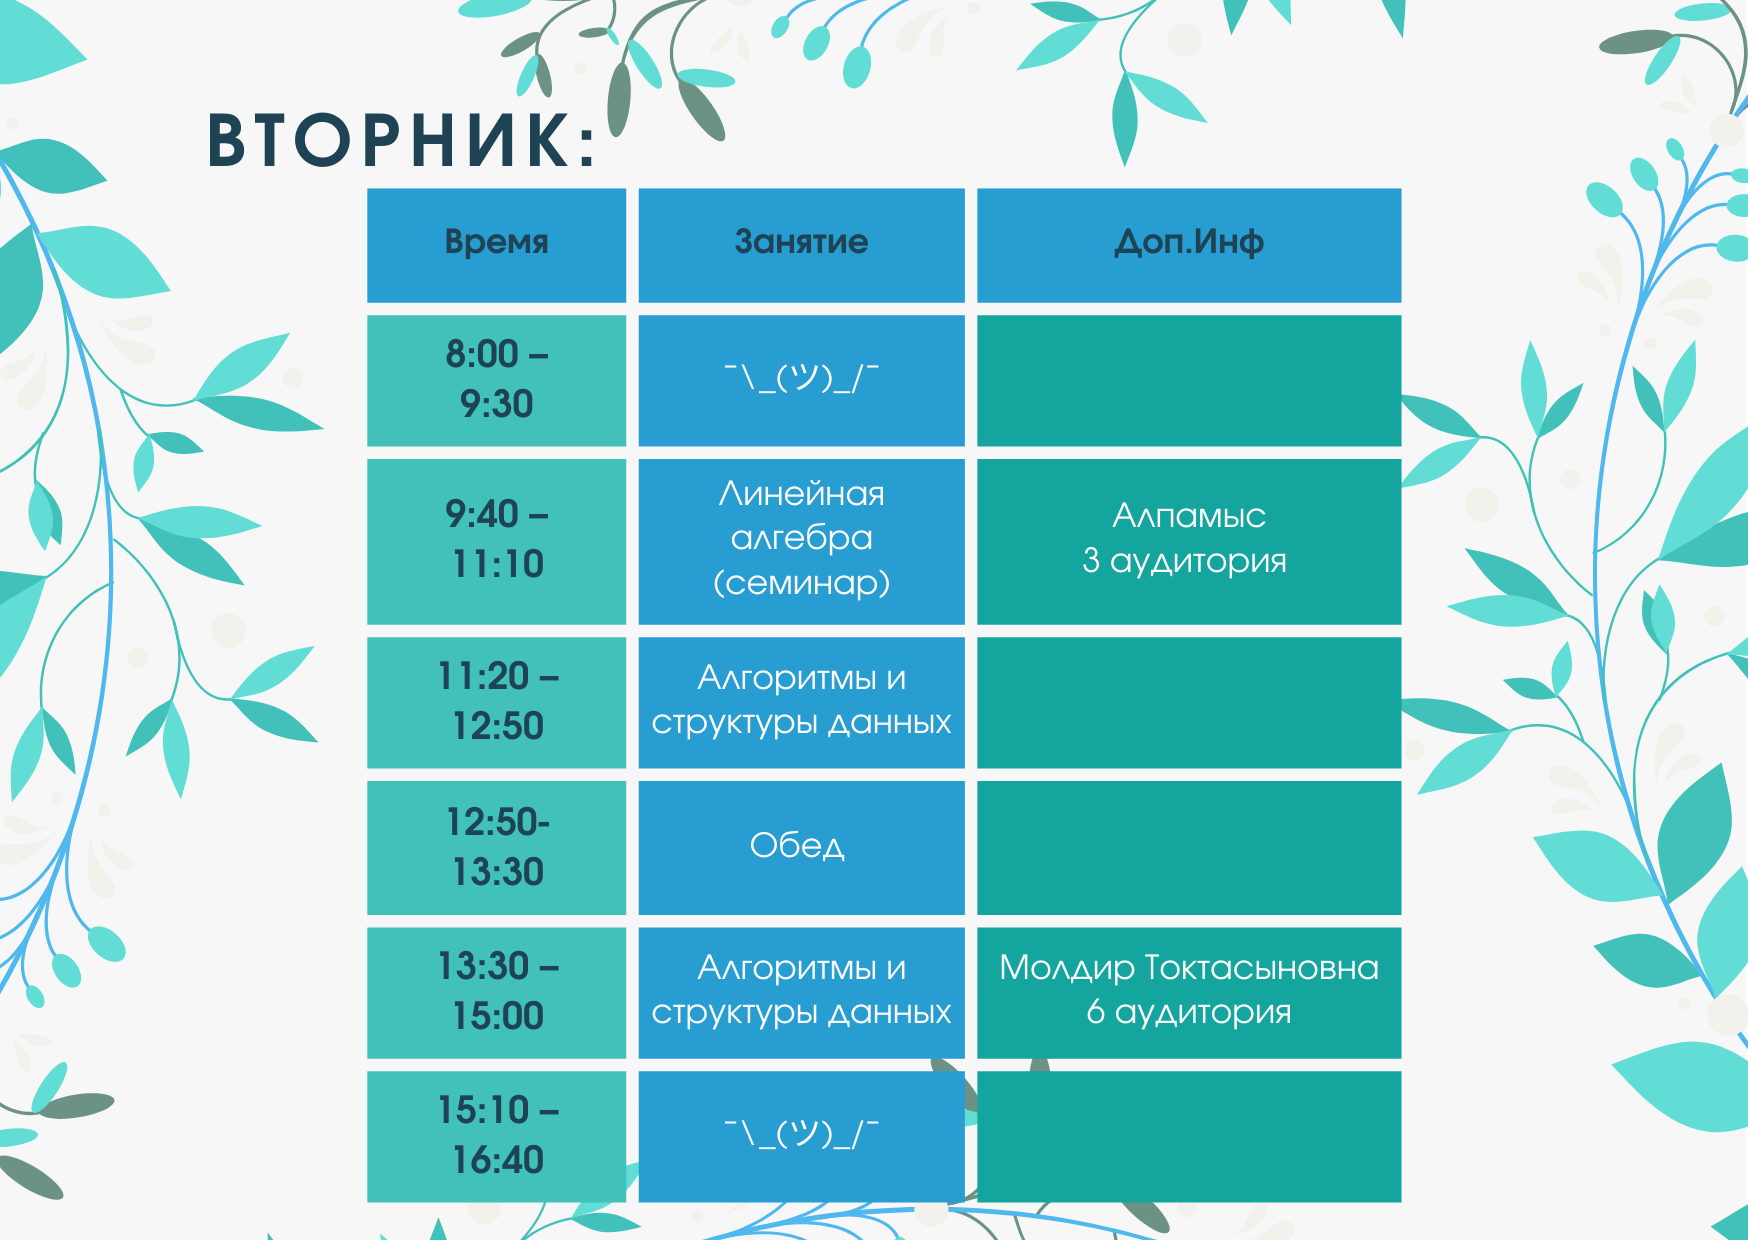 ВТОРНИК:
Время
Занятие
Доп.Инф
8:00 –
9:30
¯\_(ツ)_/¯
9:40 –
11:10
Линейная
алгебра
(семинар)
Алпамыс
3 аудитория
11:20 –
12:50
Алгоритмы и
структуры данных
12:50-
13:30
Обед
13:30 –
15:00
Алгоритмы и
структуры данных
Молдир Токтасыновна
6 аудитория
15:10 –
16:40
¯\_(ツ)_/¯